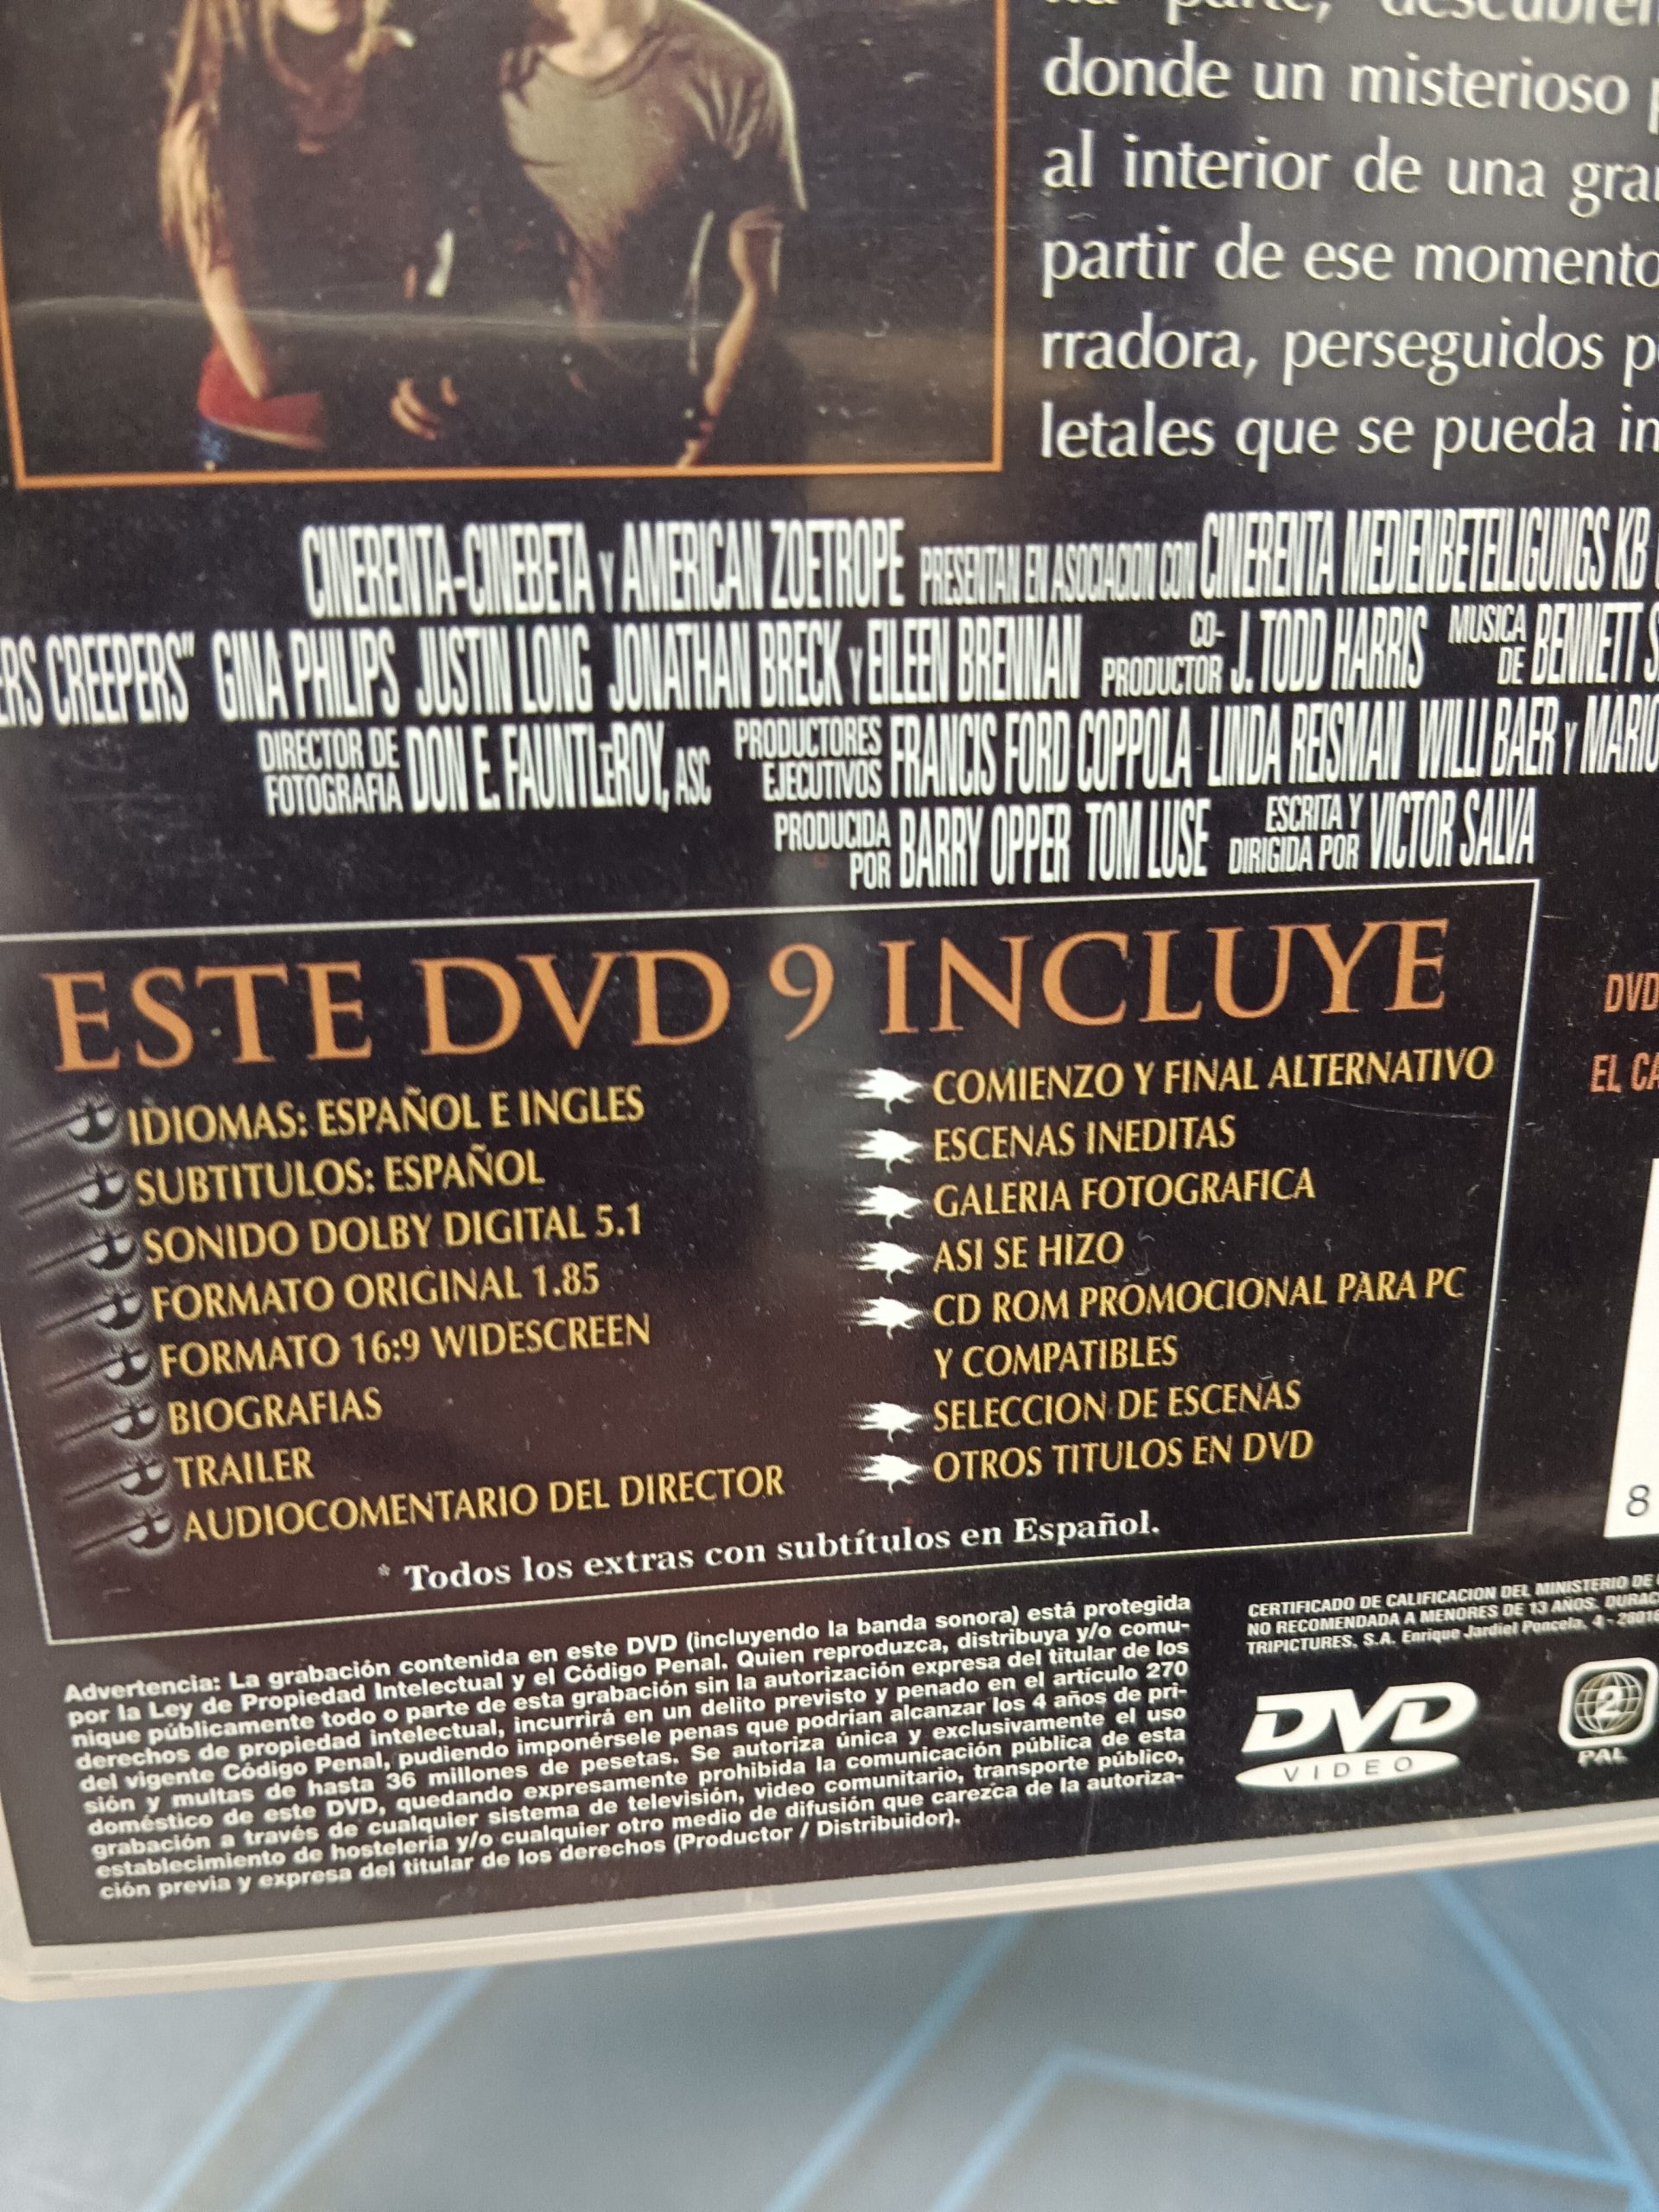 parte, descubren
donde un misterioso
al interior de una
partir de ese momento
rradora, perseguidos
letales que se pueda
CINERENTA-CINEBETA Y AMERICAN ZOETROPE PRESENTAN EN ASOCIACION CON CINERENTA MEDIENBETEILIGUNGS KB
CREEPERS" GINA PHILIPS JUSTIN LONG JONATHAN BRECK Y EILEEN BRENNAN CO-PRODUCTOR J. TODD HARRIS MUSICA DE BENNETT
DIRECTOR DE FOTOGRAFIA DON E. FAUNTLEROY, ASC PRODUCTORES EJECUTIVOS FRANCIS FORD COPPOLA LINDA REISMAN WILLI BAER Y MARIO
PRODUCIDA POR BARRY OPPER TOM LUSE ESCRITA Y DIRIGIDA POR VICTOR SALVA
ESTE DVD 9 INCLUYE
IDIOMAS: ESPAÑOL E INGLES
SUBTITULOS: ESPAÑOL
SONIDO DOLBY DIGITAL 5.1
FORMATO ORIGINAL 1.85
FORMATO 16:9 WIDESCREEN
BIOGRAFIAS
TRAILER
AUDIOCOMENTARIO DEL DIRECTOR
COMIENZO Y FINAL ALTERNATIVO
ESCENAS INEDITAS
GALERIA FOTOGRAFICA
ASI SE HIZO
CD ROM PROMOCIONAL PARA PC
Y COMPATIBLES
SELECCION DE ESCENAS
OTROS TITULOS EN DVD
* Todos los extras con subtítulos en Español.
DVD
EL
8
Advertencia: La grabación contenida en este DVD (incluyendo la banda sonora) está protegida
por la Ley de Propiedad Intelectual y el Código Penal. Quien reproduzca, distribuya y/o comu-
nique públicamente todo o parte de esta grabación sin la autorización expresa del titular de los
derechos de propiedad intelectual, incurrirá en un delito previsto y penado en el artículo 270
del vigente Código Penal, pudiendo imponérsele penas que podrían alcanzar los 4 años de pri-
sión y multas de hasta 36 millones de pesetas. Se autoriza única y exclusivamente el uso
doméstico de este DVD, quedando expresamente prohibida la comunicación pública de esta
grabación a través de cualquier sistema de televisión, video comunitario, transporte público,
establecimiento de hostelería y/o cualquier otro medio de difusión que carezca de la autoriza-
ción previa y expresa del titular de los derechos (Productor / Distribuidor).
CERTIFICADO DE CALIFICACION DEL MINISTERIO DE
NO RECOMENDADA A MENORES DE 13 AÑOS.
TRIPICTURES, S.A. Enrique Jardiel Poncela, 4 - 28016
DVD
VIDEO
2
PAL